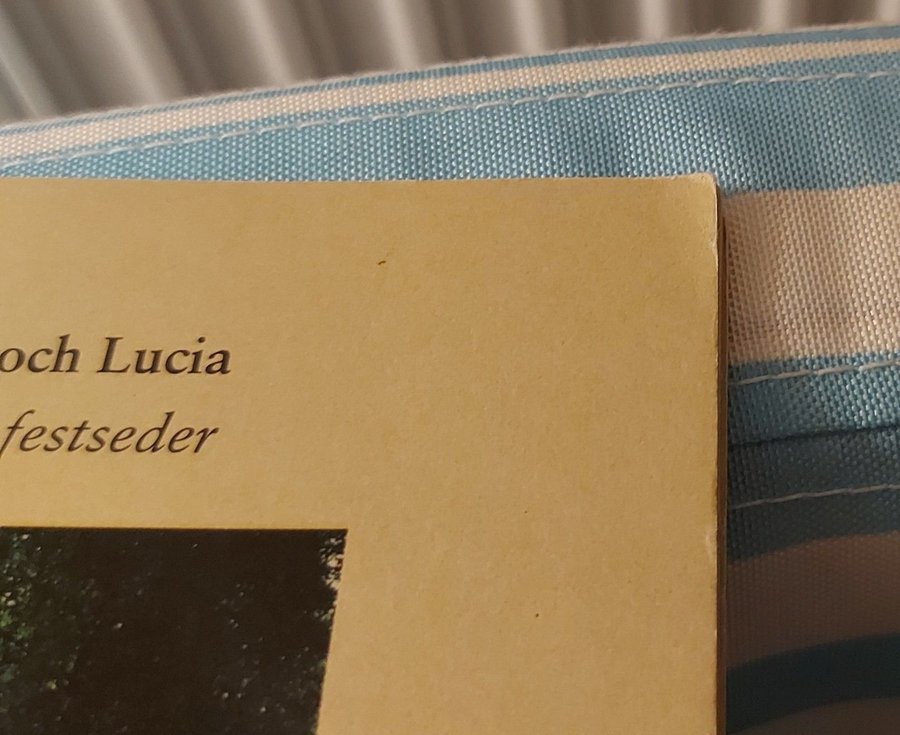 och Lucia
festseder